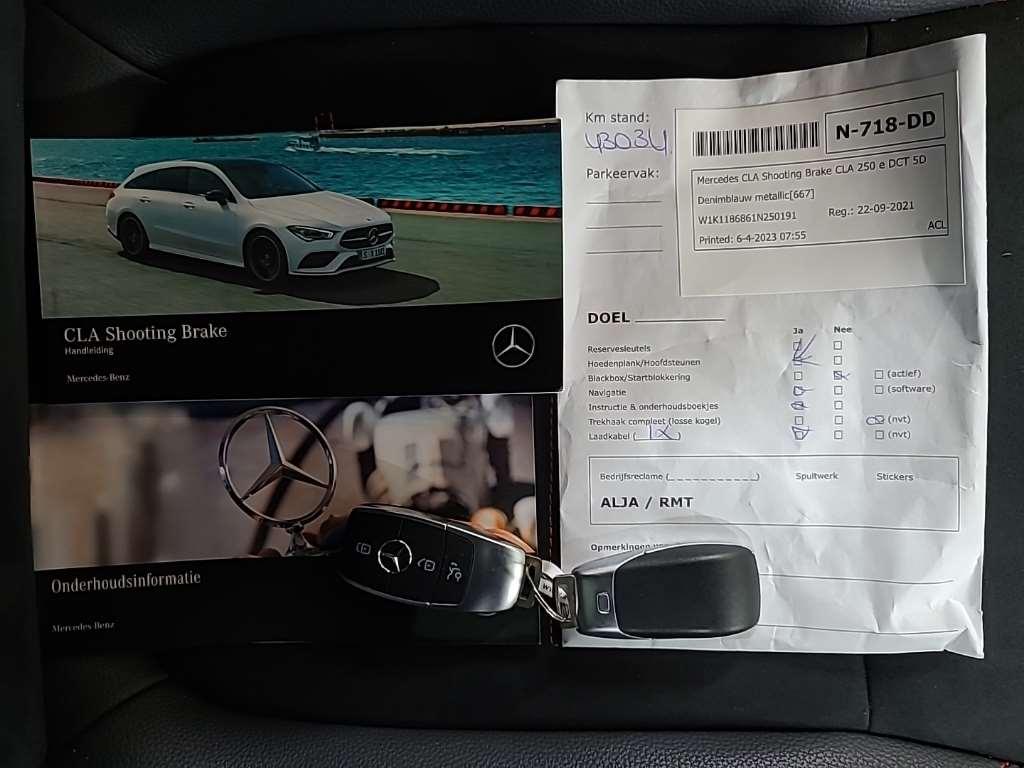 CLA Shooting Brake
Handleiding
Mercedes-Benz
Onderhoudsinformatie
Mercedes-Benz
Km stand:
43034
Parkeervak:
N-718-DD
Mercedes CLA Shooting Brake CLA 250 e DCT 5D
Denimblauw metallic[667]
W1K1186861N250191
Reg.: 22-09-2021
Printed: 6-4-2023 07:55
ACL
DOEL
Ja Nee
Reservesleutels
Hoedenplank/Hoofdsteunen
Blackbox/Startblokkering (actief)
Navigatie (software)
Instructie & onderhoudsboekjes
Trekhaak compleet (losse kogel) (nvt)
Laadkabel ( 1x ) (nvt)
Bedrijfsreclame (_ _ _ _ _ _ _ _ _ _ _) Spuitwerk Stickers
ALJA / RMT
Opmerkingen